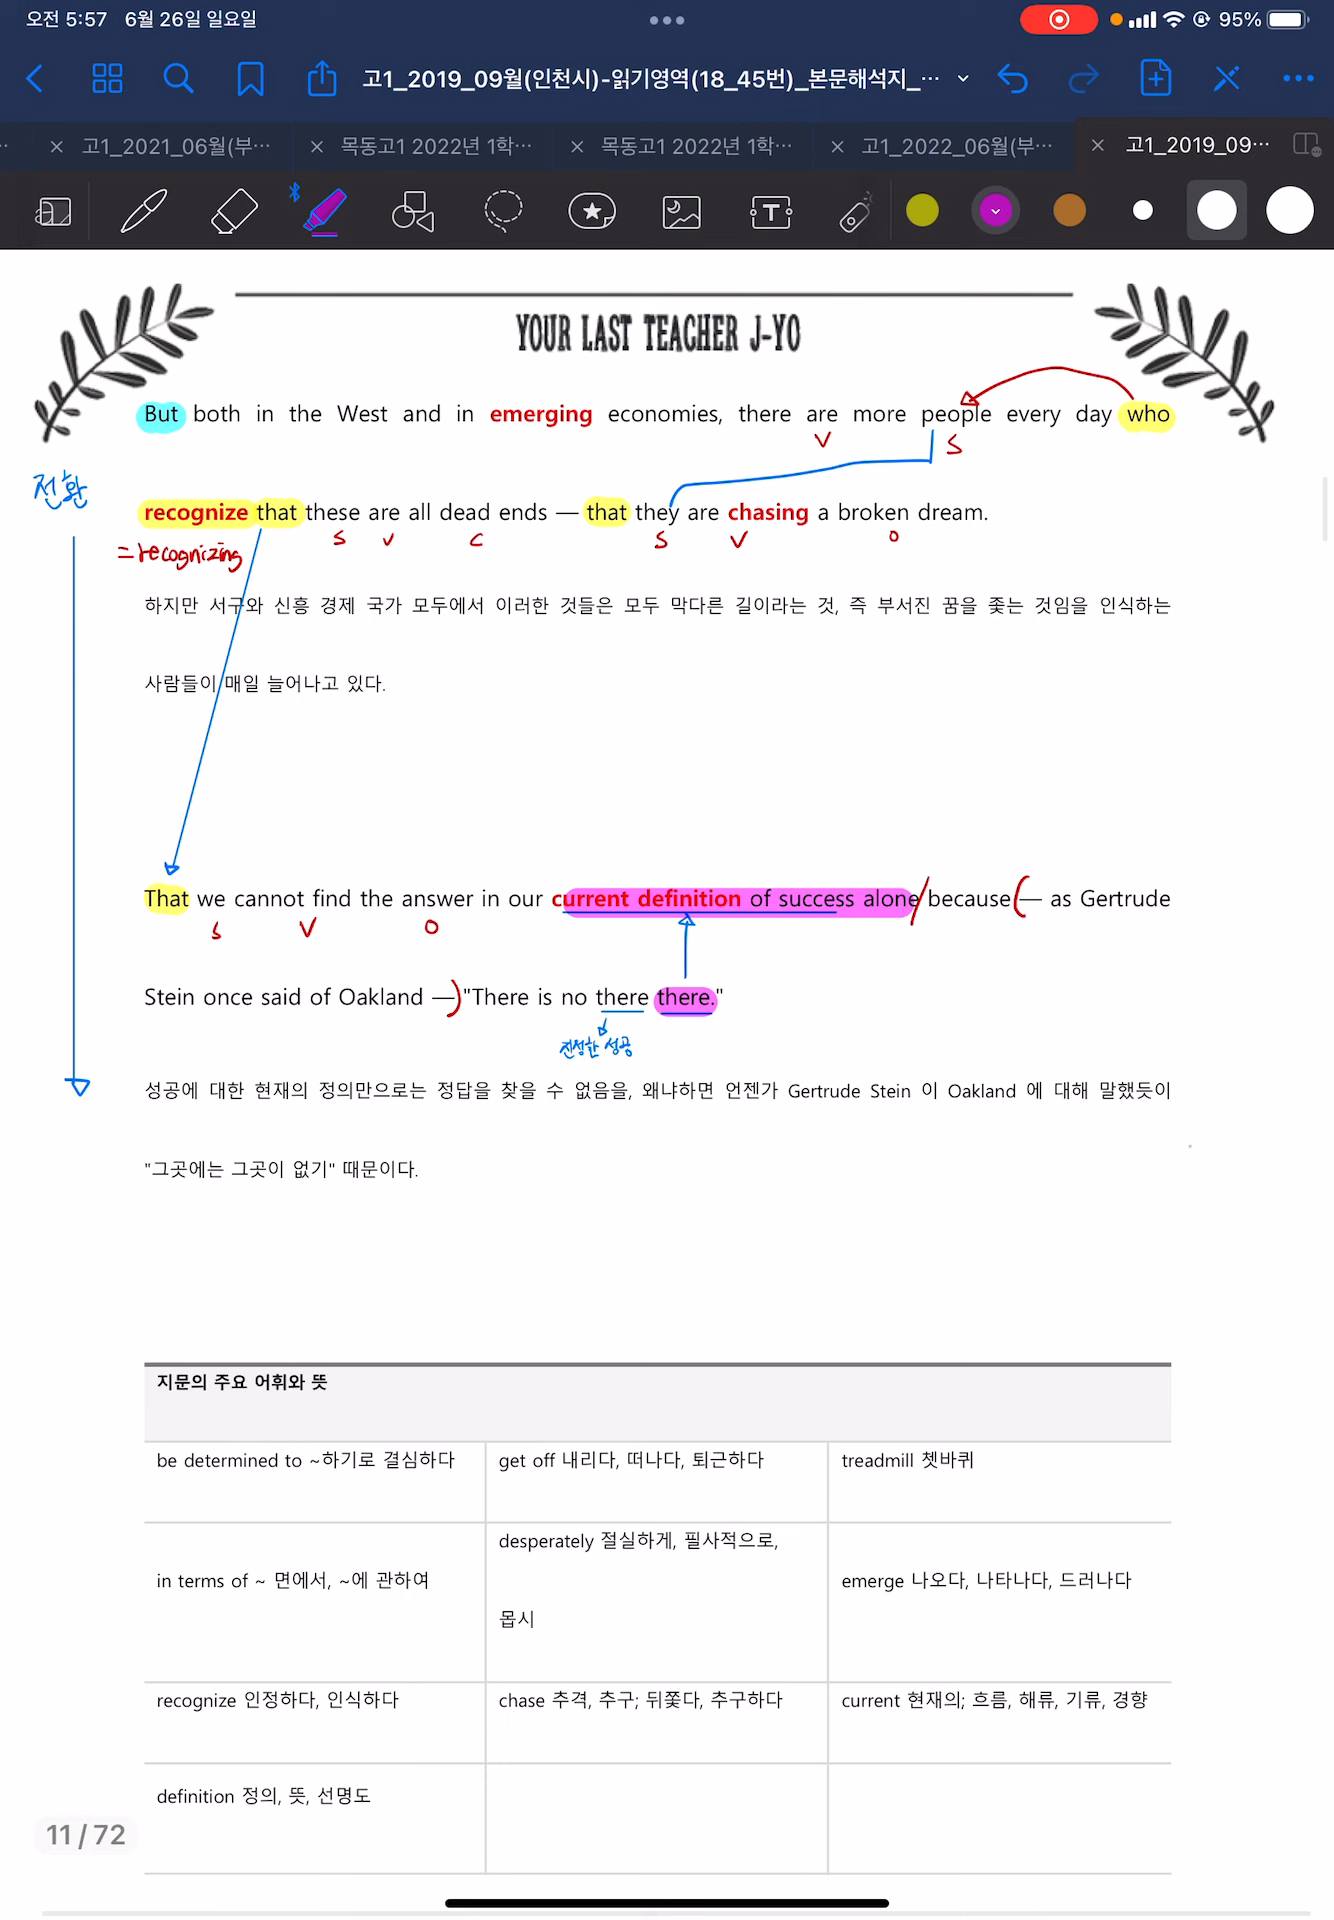 오전 5:57 6월 26일 일요일
95%
고1_2019_09월(인천시)-읽기영역(18_45번)_본문해석지_···
고1_2021_06월(부···
목동고1 2022년 1학···
목동고1 2022년 1학···
고1_2022_06월(부···
고1_2019_09···
YOUR LAST TEACHER J-YO
But both in the West and in emerging economies, there are more people every day who
V S
전환
recognize that these are all dead ends — that they are chasing a broken dream.
S V C S V O
=recognizing
하지만 서구와 신흥 경제 국가 모두에서 이러한 것들은 모두 막다른 길이라는 것, 즉 부서진 꿈을 좇는 것임을 인식하는
사람들이 매일 늘어나고 있다.
That we cannot find the answer in our current definition of success alone/ because (— as Gertrude
S V O
Stein once said of Oakland —) "There is no there there."
진정한 성공
성공에 대한 현재의 정의만으로는 정답을 찾을 수 없음을, 왜냐하면 언젠가 Gertrude Stein 이 Oakland 에 대해 말했듯이
"그곳에는 그곳이 없기" 때문이다.
지문의 주요 어휘와 뜻
be determined to ~하기로 결심하다 get off 내리다, 떠나다, 퇴근하다 treadmill 쳇바퀴
desperately 절실하게, 필사적으로,
in terms of ~ 면에서, ~에 관하여 emerge 나오다, 나타나다, 드러나다
몹시
recognize 인정하다, 인식하다 chase 추격, 추구; 뒤쫓다, 추구하다 current 현재의; 흐름, 해류, 기류, 경향
definition 정의, 뜻, 선명도
11 / 72